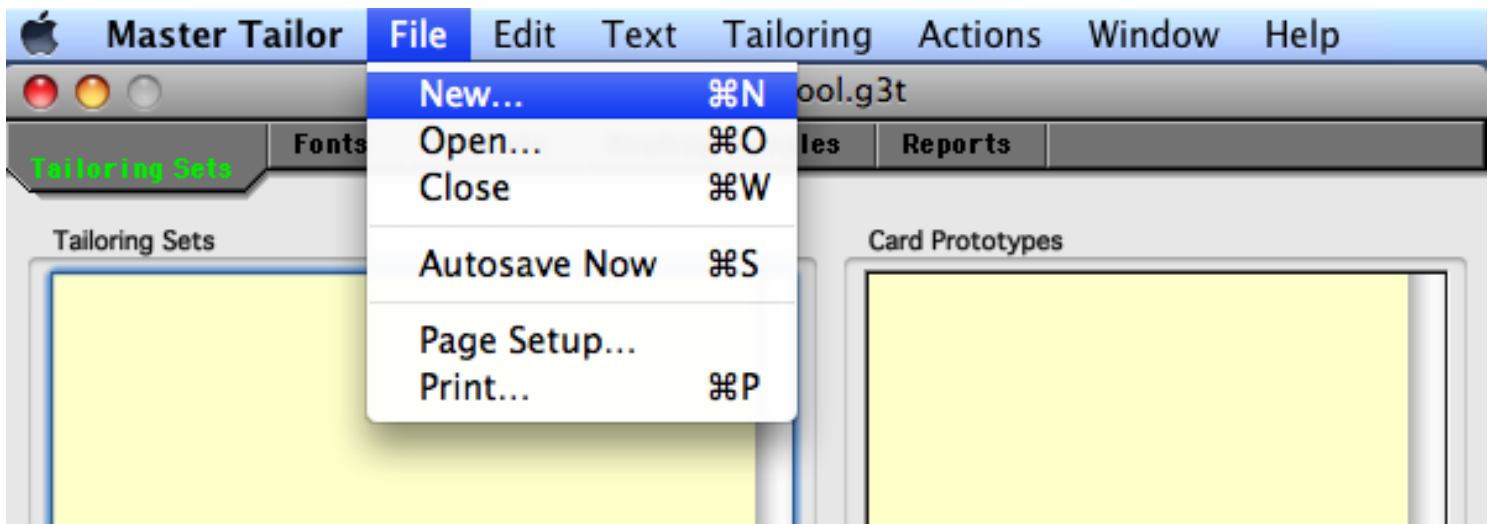 Master Tailor File Edit Text Tailoring Actions Window Help
ool.g3t
New... ⌘N
Open... ⌘O
Close ⌘W
Autosave Now ⌘S
Page Setup...
Print... ⌘P
Tailoring Sets Fonts les Reports
Tailoring Sets
Card Prototypes